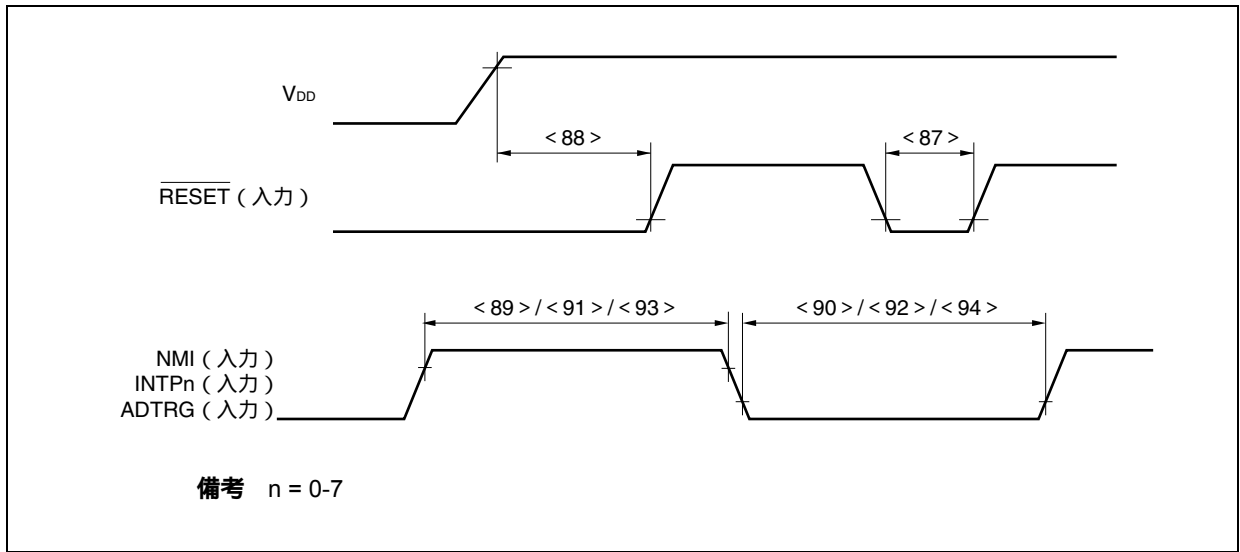 VDD
< 88 >
< 87 >
RESET ( 入力 )
< 89 > / < 91 > / < 93 >
< 90 > / < 92 > / < 94 >
NMI ( 入力 )
INTPn ( 入力 )
ADTRG ( 入力 )
備考 n = 0-7